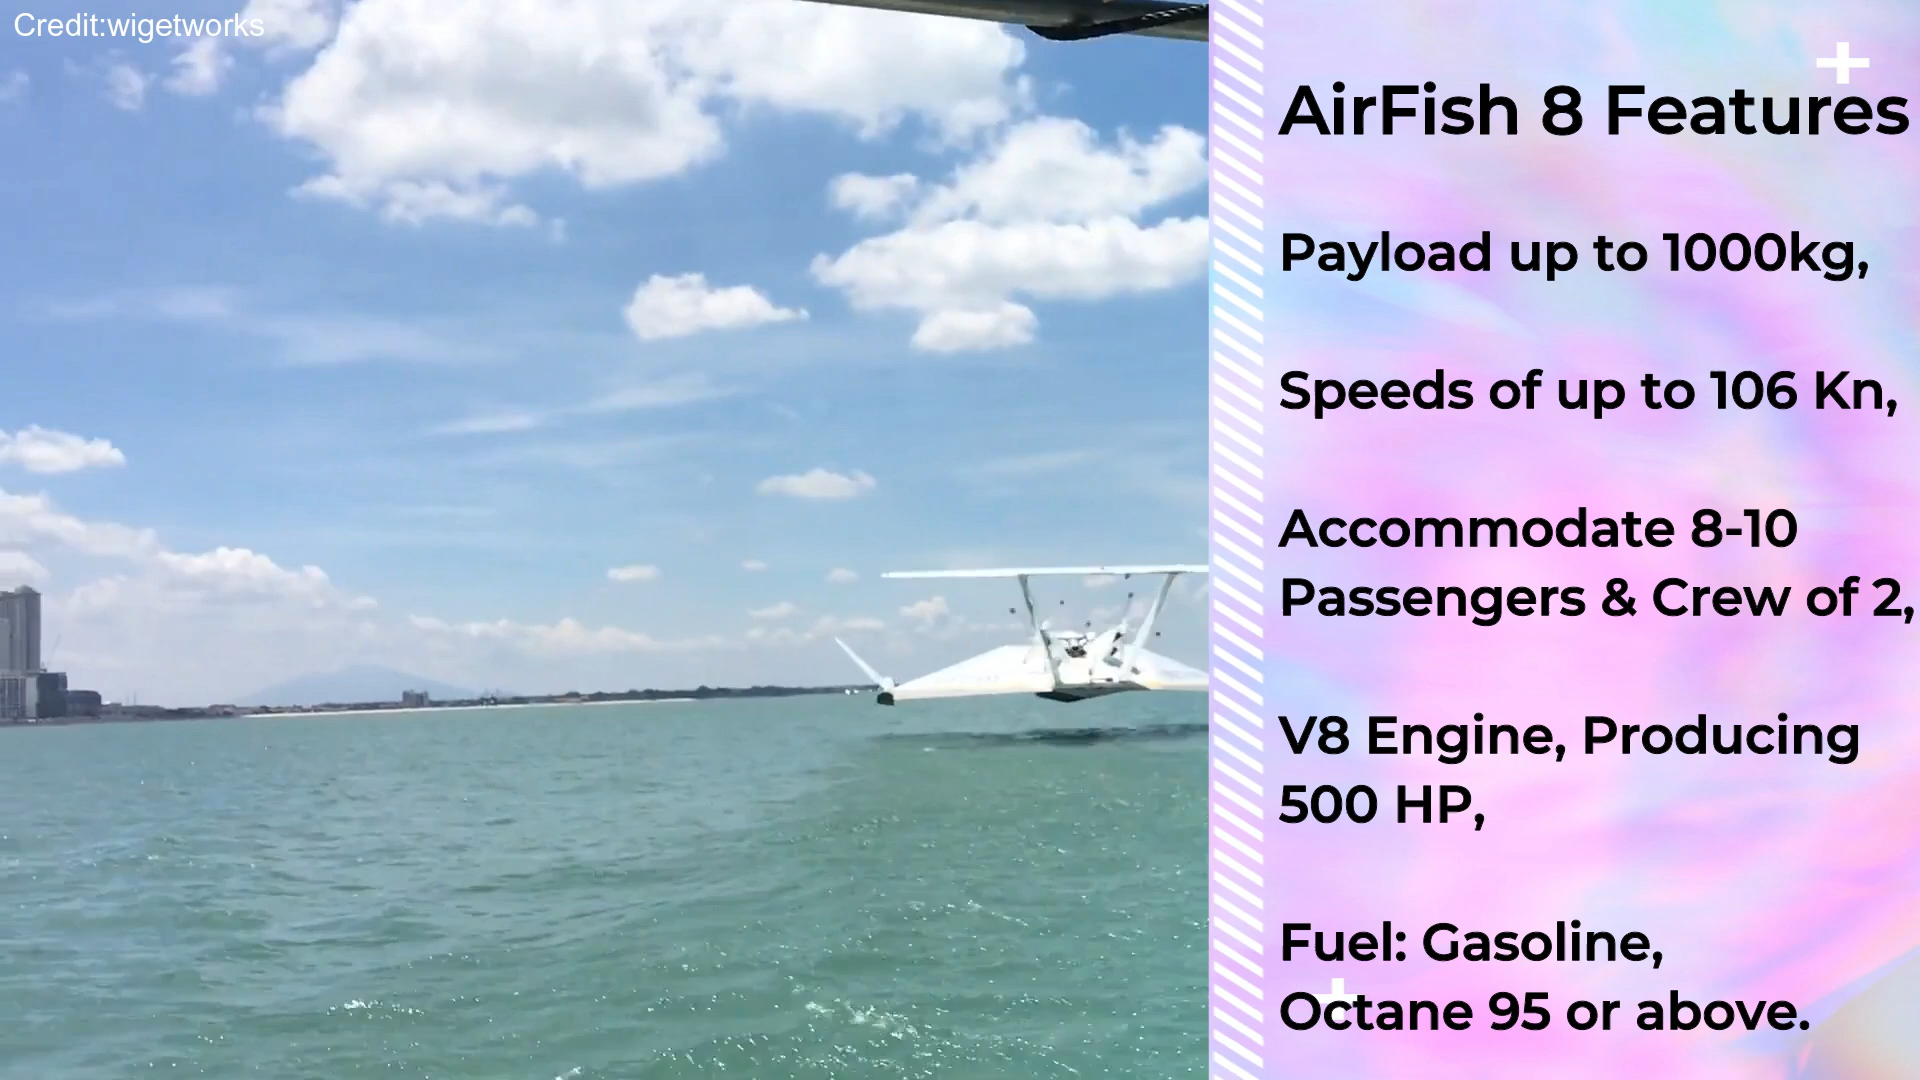 Credit:wigetworks
AirFish 8 Features
Payload up to 1000kg,
Speeds of up to 106 Kn,
Accommodate 8-10
Passengers & Crew of 2,
V8 Engine, Producing
500 HP,
Fuel: Gasoline,
Octane 95 or above.